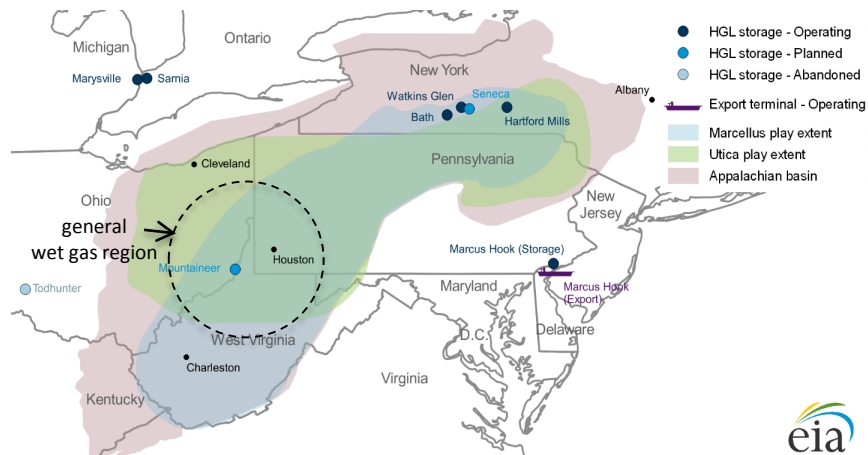 Michigan
Ontario
Marysville
Sarnia
New York
Watkins Glen
Seneca
Bath
Hartford Mills
Albany
Cleveland
Pennsylvania
Ohio
New
Jersey
general
wet gas region
Houston
Mountaineer
Marcus Hook (Storage)
Todhunter
Marcus Hook
(Export)
Maryland
D.C.
Delaware
West Virginia
Charleston
Kentucky
Virginia
HGL storage - Operating
HGL storage - Planned
HGL storage - Abandoned
Export terminal - Operating
Marcellus play extent
Utica play extent
Appalachian basin
eia